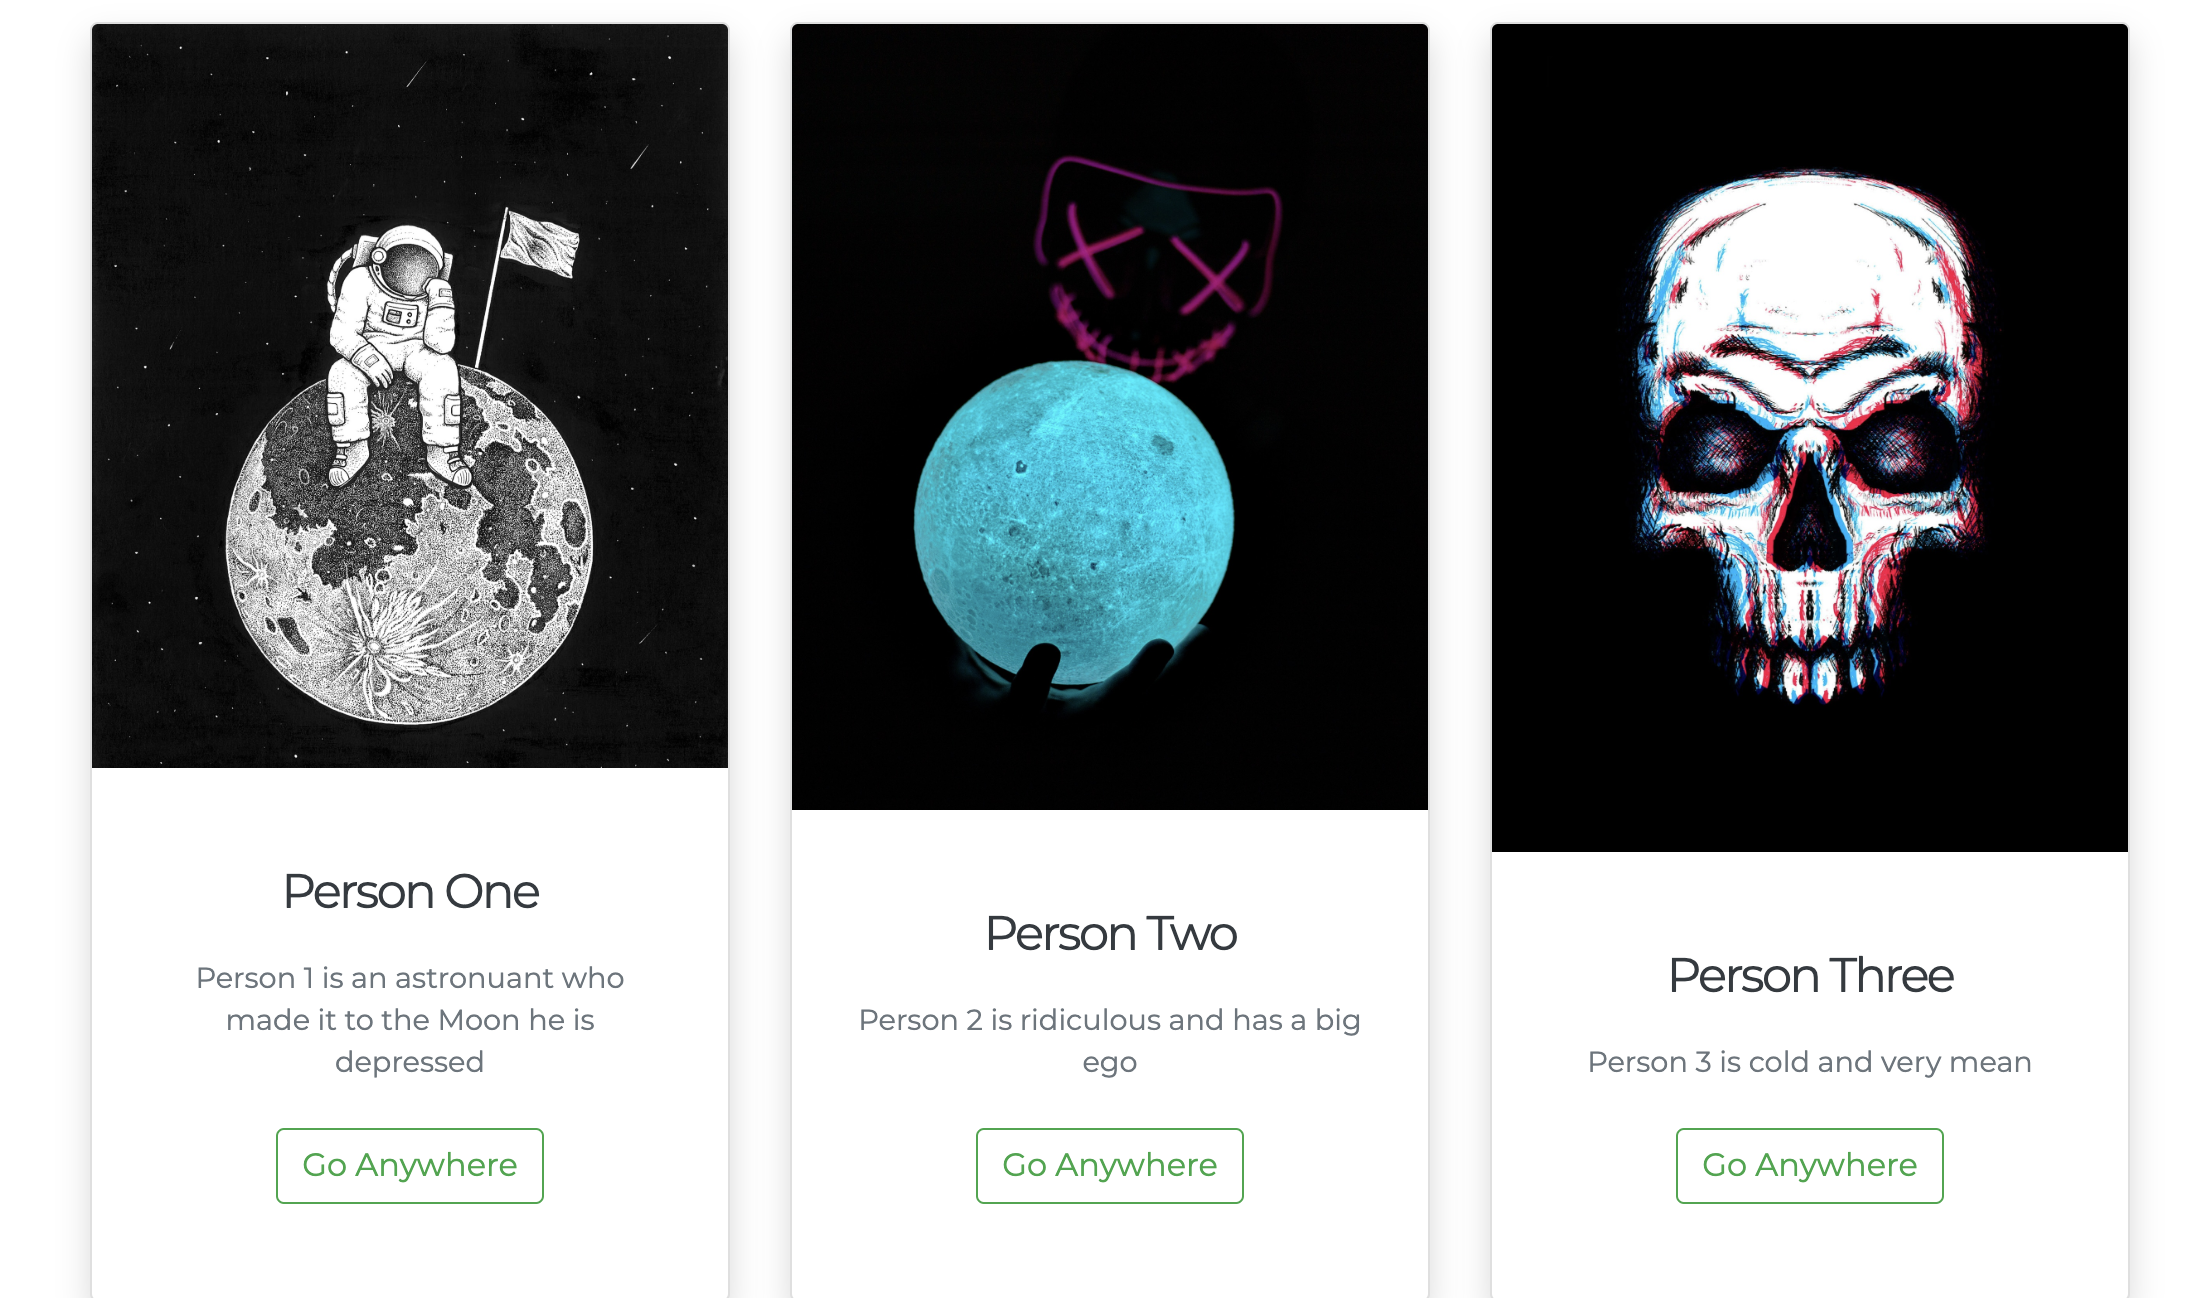 Person One
Person 1 is an astronuant who
made it to the Moon he is
depressed
Go Anywhere
Person Two
Person 2 is ridiculous and has a big
ego
Go Anywhere
Person Three
Person 3 is cold and very mean
Go Anywhere